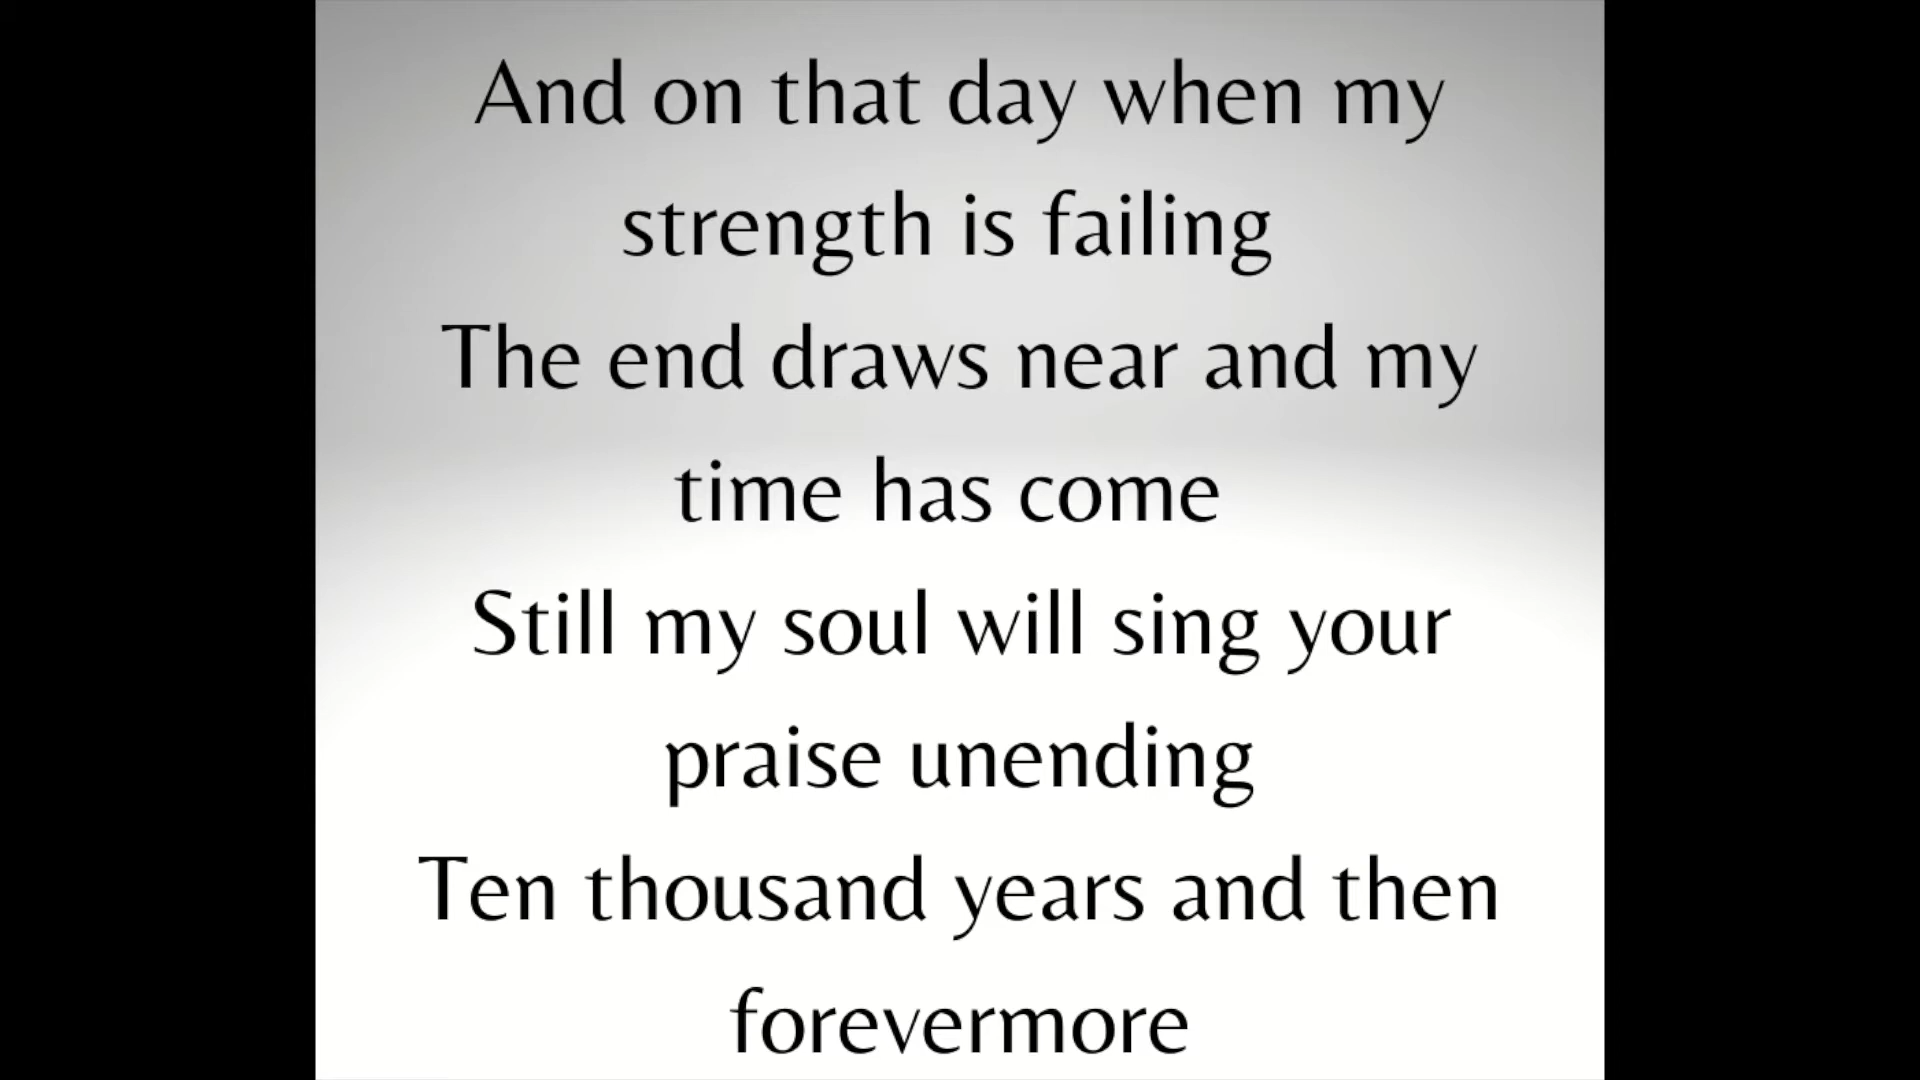 And on that day when my
strength is failing
The end draws near and my
time has come
Still my soul will sing your
praise unending
Ten thousand years and then
forevermore